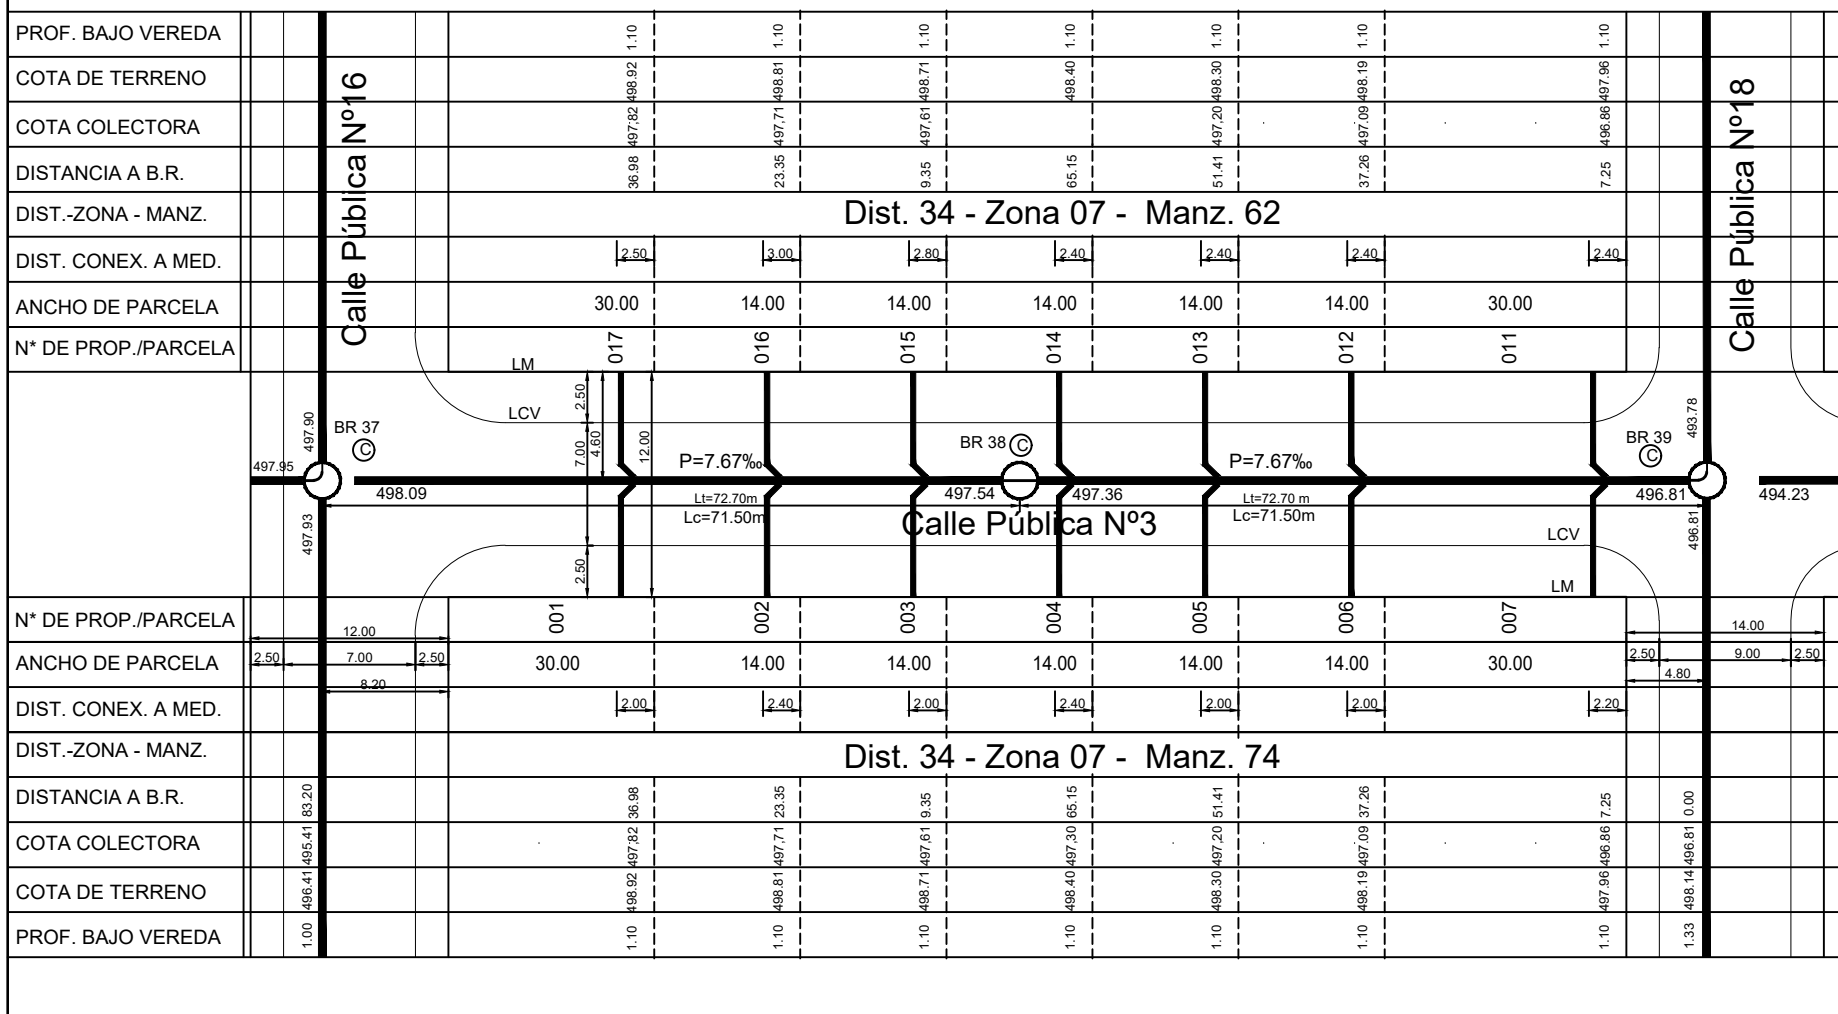 PROF. BAJO VEREDA 1.10 1.10 1.10 1.10 1.10 1.10 1.10
COTA DE TERRENO 498.92 498.81 498.71 498.40 498.30 498.19 497.96
COTA COLECTORA 497,82 497,71 497,61 497,20 497.09 496.86
DISTANCIA A B.R. 36.98 23.35 9.35 65.15 51.41 37.26 7.25
DIST.-ZONA - MANZ. Dist. 34 - Zona 07 - Manz. 62
DIST. CONEX. A MED. 2.50 3.00 2.80 2.40 2.40 2.40 2.40
ANCHO DE PARCELA 30.00 14.00 14.00 14.00 14.00 14.00 30.00
N* DE PROP./PARCELA 017 016 015 014 013 012 011
Calle Pública Nº16
Calle Pública Nº18
LM
LCV
2.50
7.00
4.60
12.00
2.50
497.90
BR 37
C
497.95
498.09
497.93
P=7.67‰
Lt=72.70m
Lc=71.50m
BR 38
C
497.54
497.36
P=7.67‰
Lt=72.70 m
Lc=71.50m
Calle Pública Nº3
493.78
BR 39
C
496.81
494.23
496.81
LCV
LM
N* DE PROP./PARCELA 001 002 003 004 005 006 007
12.00
14.00
ANCHO DE PARCELA 2.50 7.00 2.50 30.00 14.00 14.00 14.00 14.00 14.00 30.00 2.50 9.00 2.50
8.20
4.80
DIST. CONEX. A MED. 2.00 2.40 2.00 2.40 2.00 2.00 2.20
DIST.-ZONA - MANZ. Dist. 34 - Zona 07 - Manz. 74
DISTANCIA A B.R. 83.20 36.98 23.35 9.35 65.15 51.41 37.26 7.25 0.00
COTA COLECTORA 495.41 497,82 497,71 497,61 497,30 497,20 497.09 496.86 496.81
COTA DE TERRENO 496.41 498.92 498.81 498.71 498.40 498.30 498.19 497.96 498.14
PROF. BAJO VEREDA 1.00 1.10 1.10 1.10 1.10 1.10 1.10 1.10 1.33